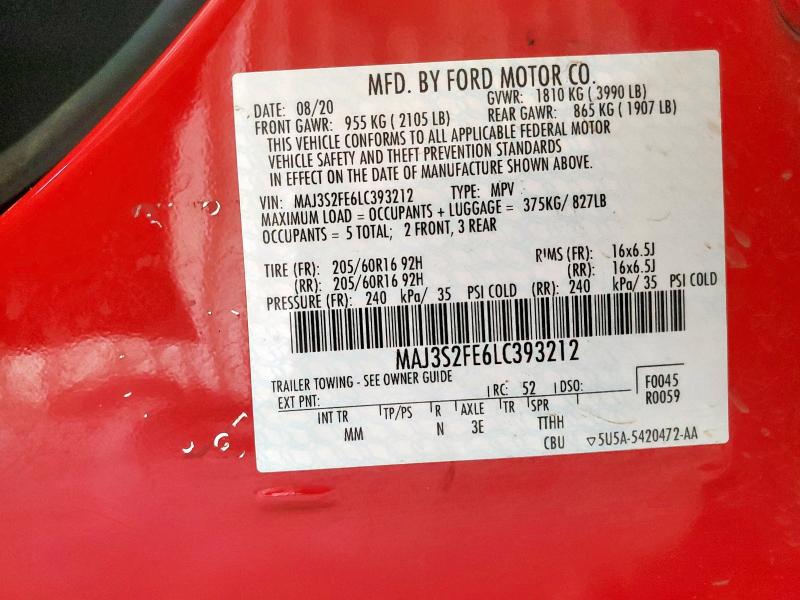 MFD. BY FORD MOTOR CO.
DATE: 08/20 GVWR: 1810 KG ( 3990 LB)
FRONT GAWR: 955 KG ( 2105 LB) REAR GAWR: 865 KG ( 1907 LB)
THIS VEHICLE CONFORMS TO ALL APPLICABLE FEDERAL MOTOR
VEHICLE SAFETY AND THEFT PREVENTION STANDARDS
IN EFFECT ON THE DATE OF MANUFACTURE SHOWN ABOVE.
VIN: MAJ3S2FE6LC393212 TYPE: MPV
MAXIMUM LOAD = OCCUPANTS + LUGGAGE = 375KG/ 827LB
OCCUPANTS = 5 TOTAL; 2 FRONT, 3 REAR
TIRE (FR): 205/60R16 92H RIMS (FR): 16x6.5J
(RR): 205/60R16 92H (RR): 16x6.5J
PRESSURE (FR): 240 kPa/ 35 PSI COLD (RR): 240 kPa/ 35 PSI COLD
MAJ3S2FE6LC393212
TRAILER TOWING - SEE OWNER GUIDE
EXT PNT: RC: 52 DSO: F0045
R0059
INT TR TP/PS R AXLE TR SPR
MM N 3E TTHH
CBU ▽5U5A-5420472-AA